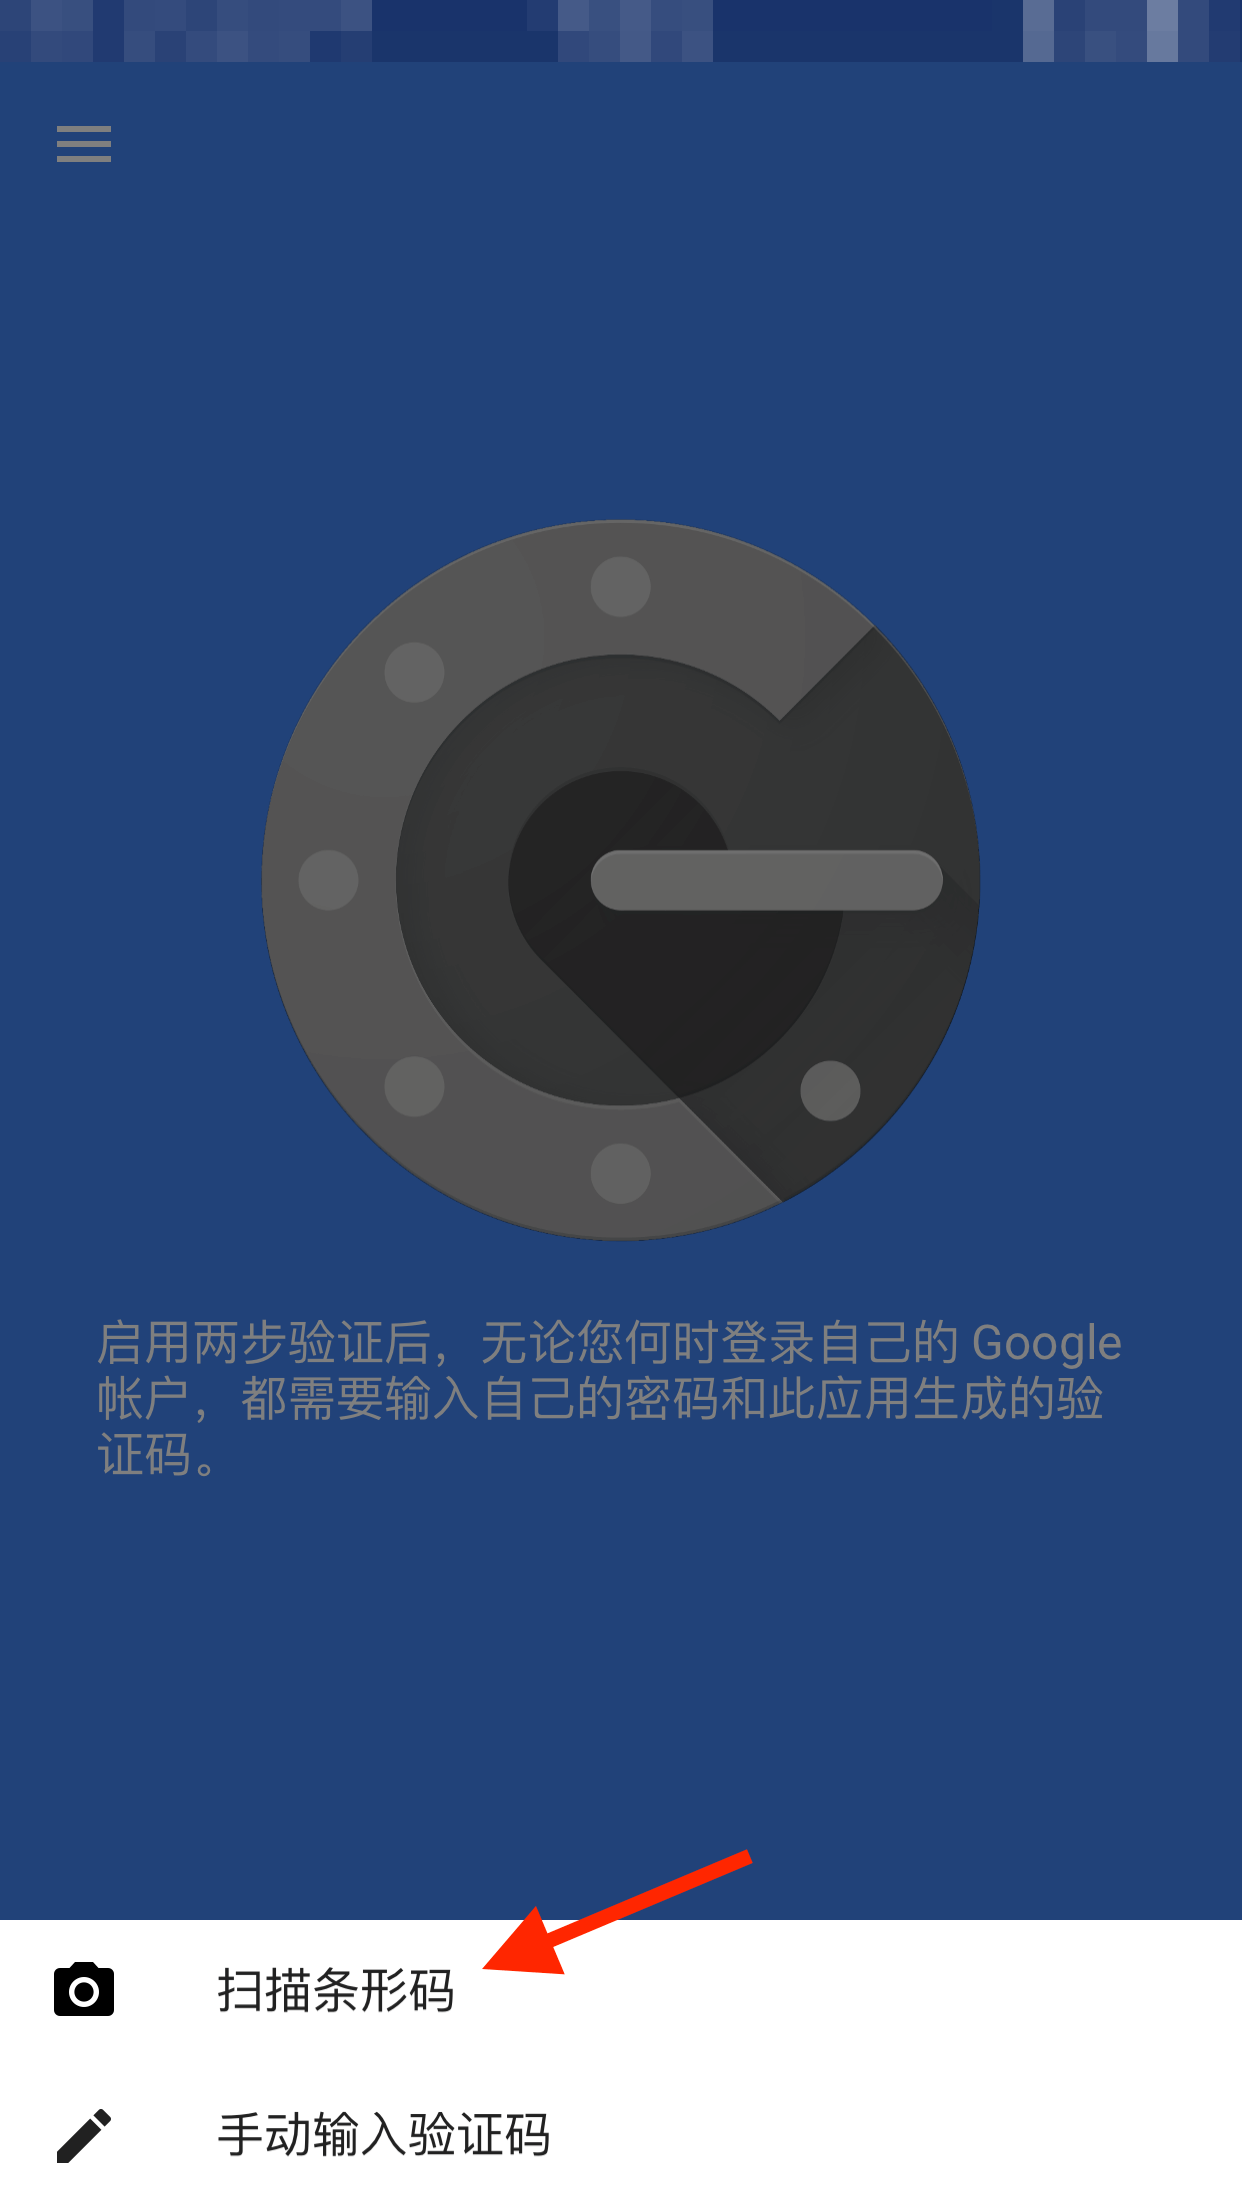 启用两步验证后，无论您何时登录自己的 Google
帐户，都需要输入自己的密码和此应用生成的验
证码。
扫描条形码
手动输入验证码